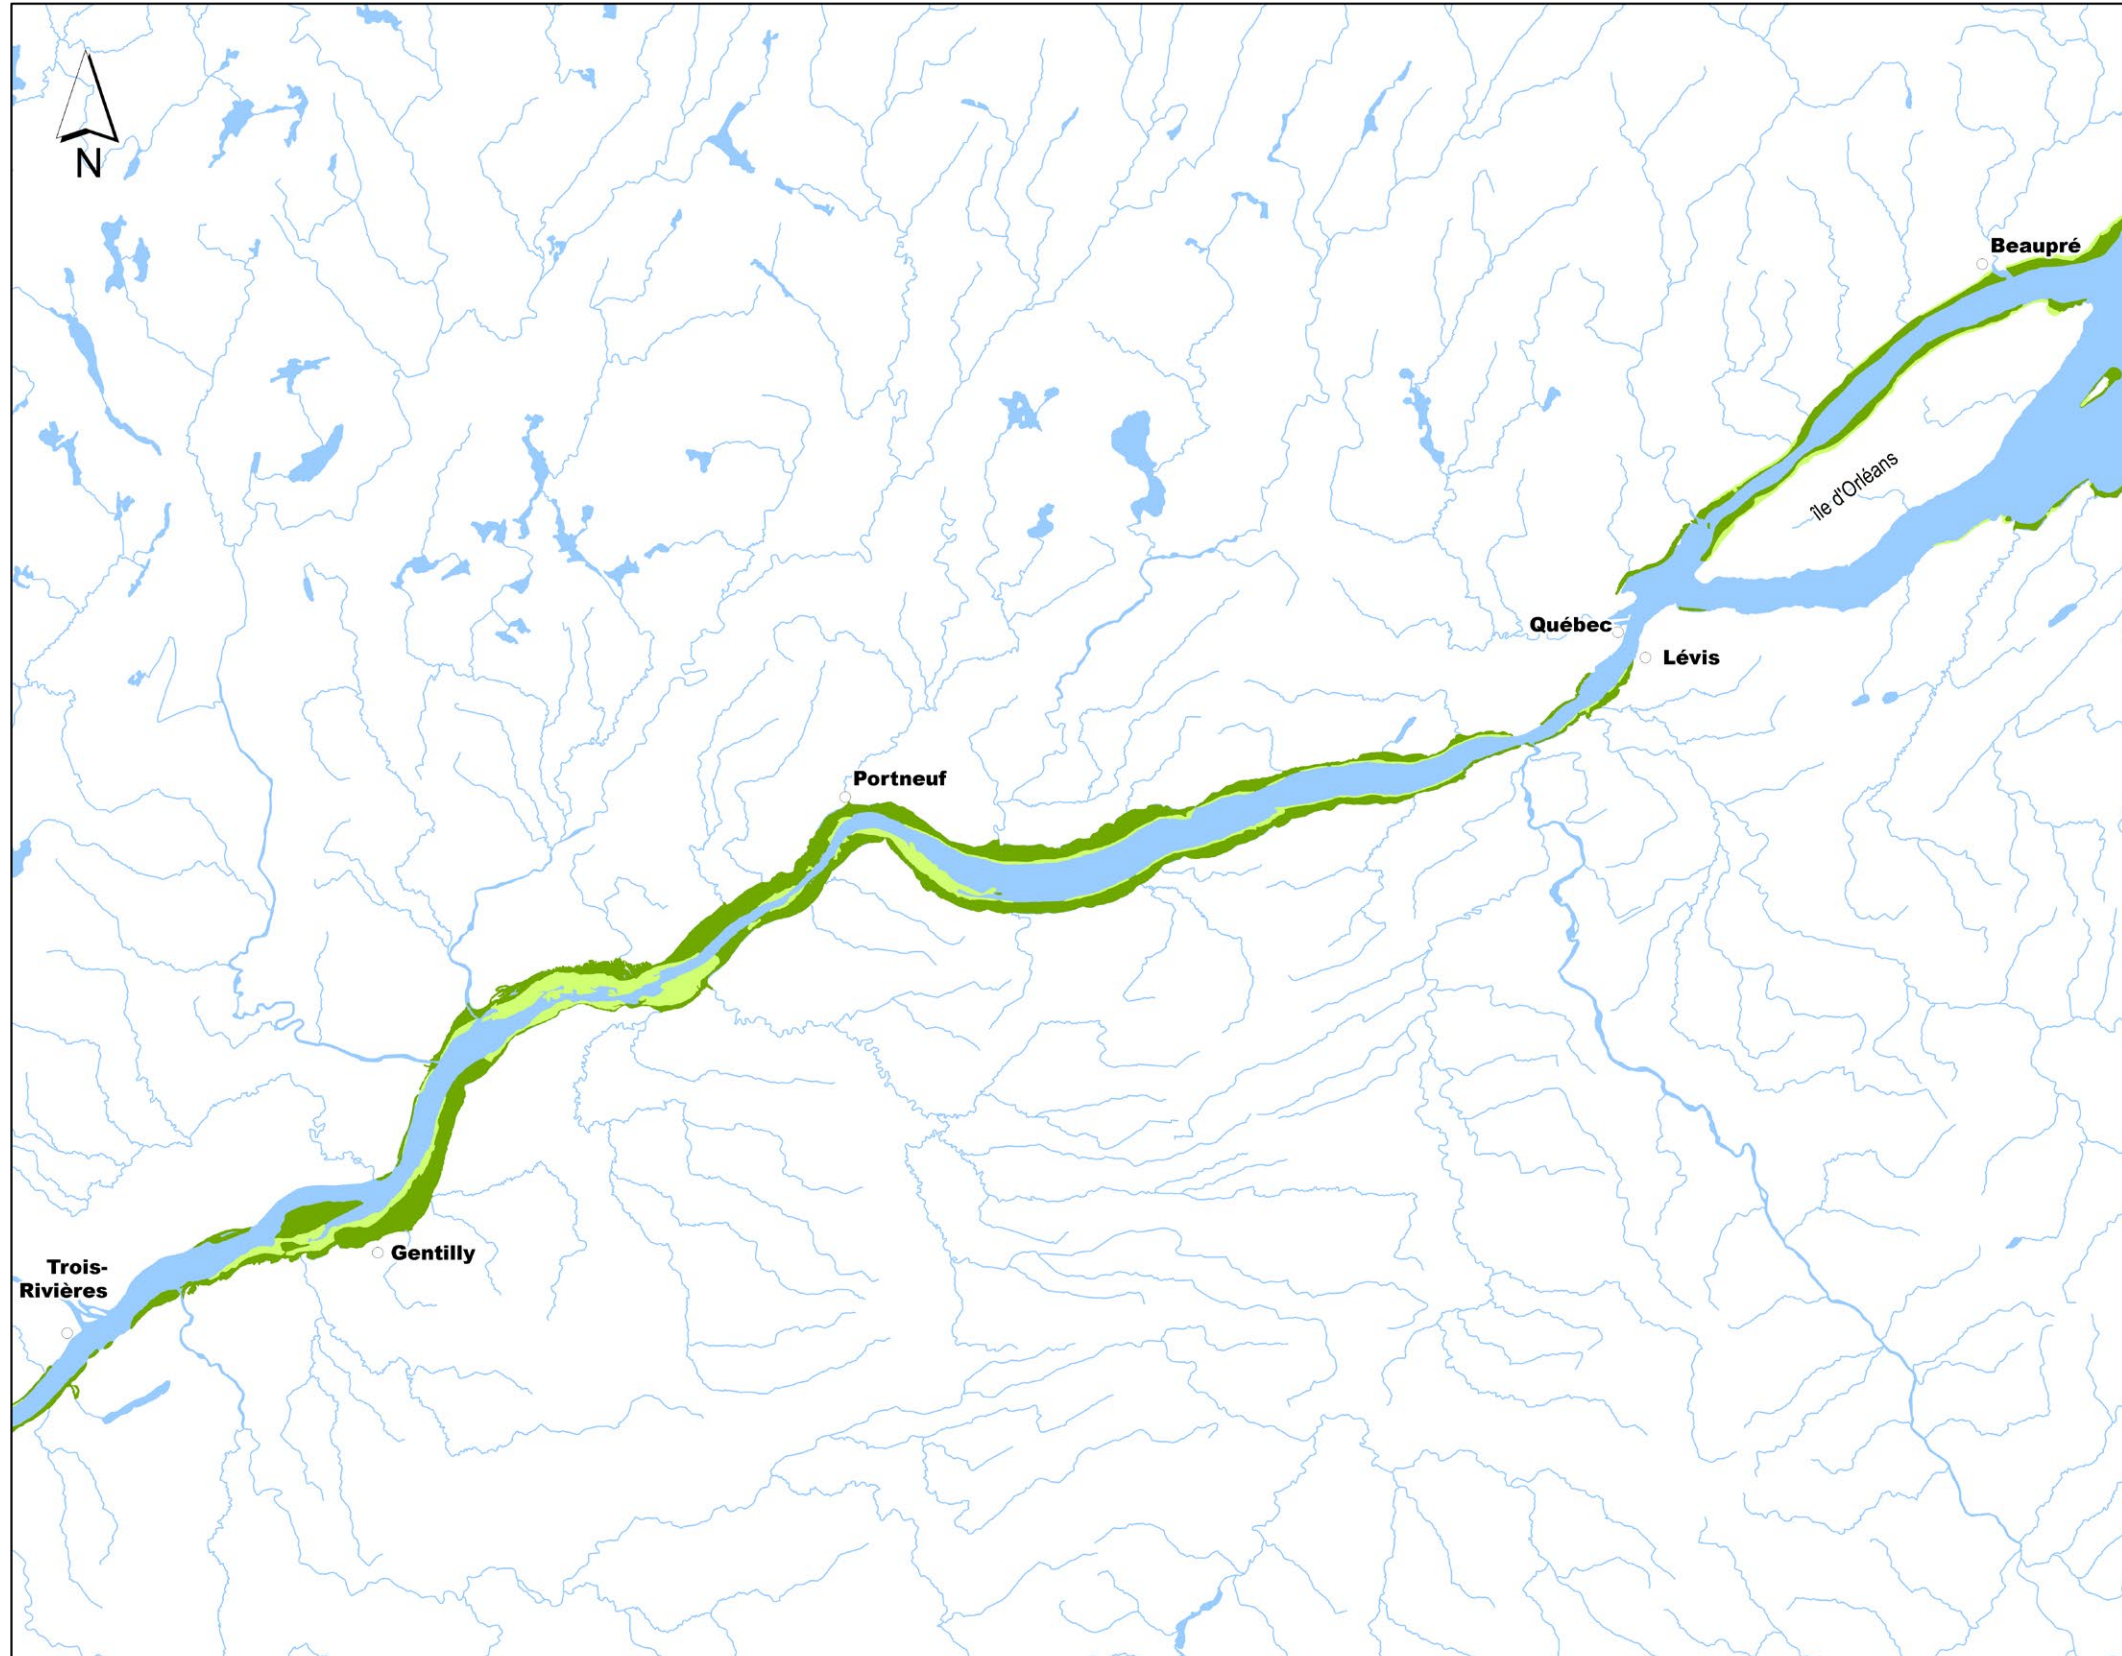 N
Beaupré
île d'Orléans
Québec
Lévis
Portneuf
Gentilly
Trois-
Rivières